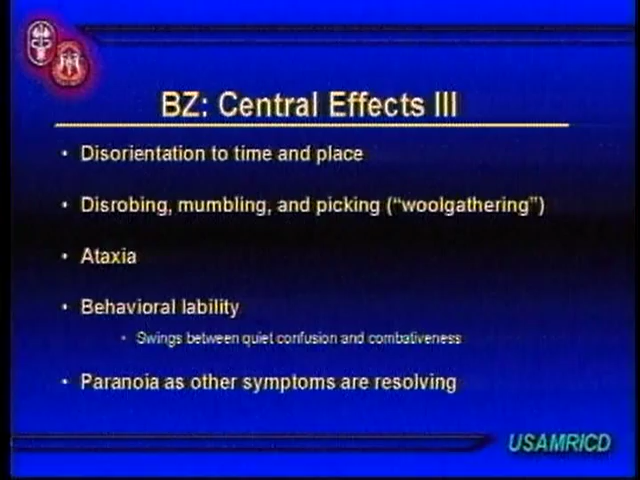 BZ: Central Effects III
• Disorientation to time and place
• Disrobing, mumbling, and picking (“woolgathering”)
• Ataxia
• Behavioral lability
• Swings between quiet confusion and combativeness
• Paranoia as other symptoms are resolving
USAMRICD